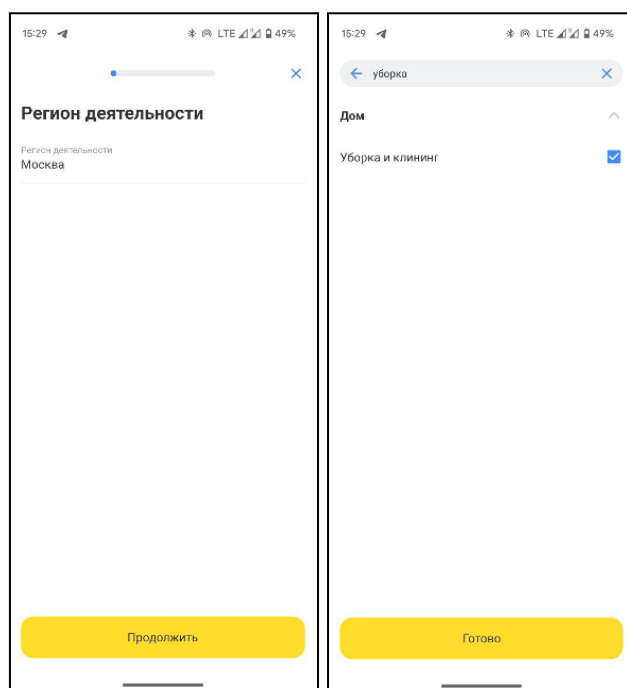 15:29
LTE 49%
Регион деятельности
Регион деятельности
Москва
Продолжить
15:29
LTE 49%
уборка
Дом
Уборка и клининг
Готово